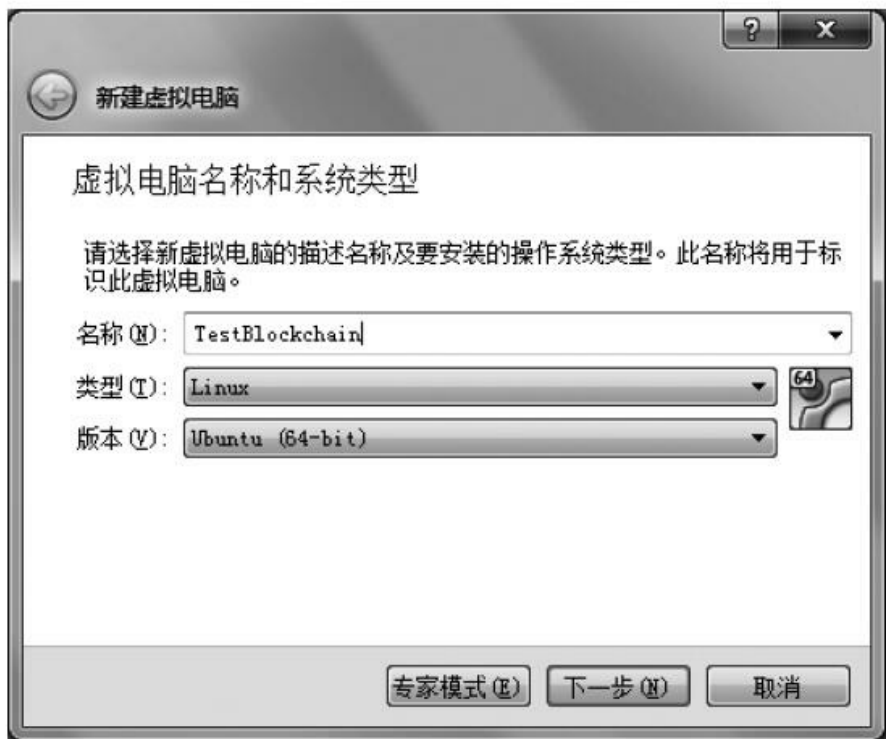 ?
x
新建虚拟电脑
虚拟电脑名称和系统类型
请选择新虚拟电脑的描述名称及要安装的操作系统类型。此名称将用于标
识此虚拟电脑。
名称(N): TestBlockchain
类型(T): Linux
64
版本(V): Ubuntu (64-bit)
专家模式(E) 下一步(N) 取消